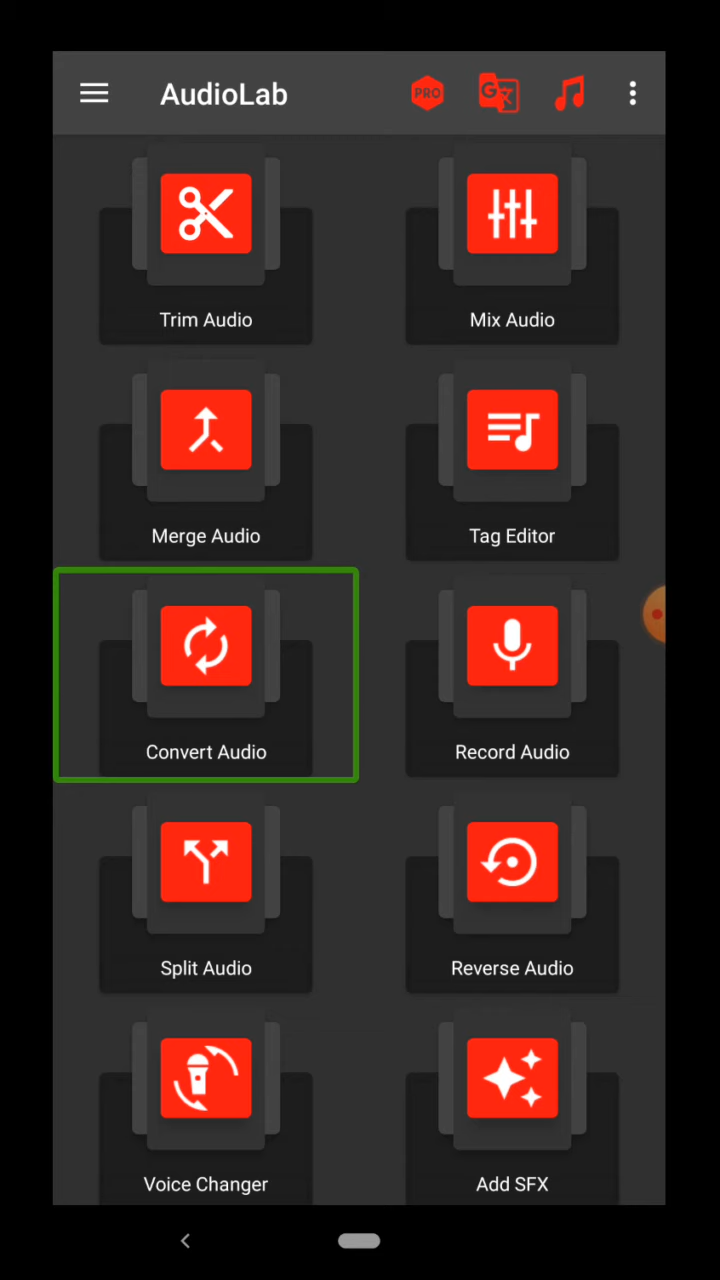 AudioLab
PRO
G
Trim Audio
Mix Audio
Merge Audio
Tag Editor
Convert Audio
Record Audio
Split Audio
Reverse Audio
Voice Changer
Add SFX